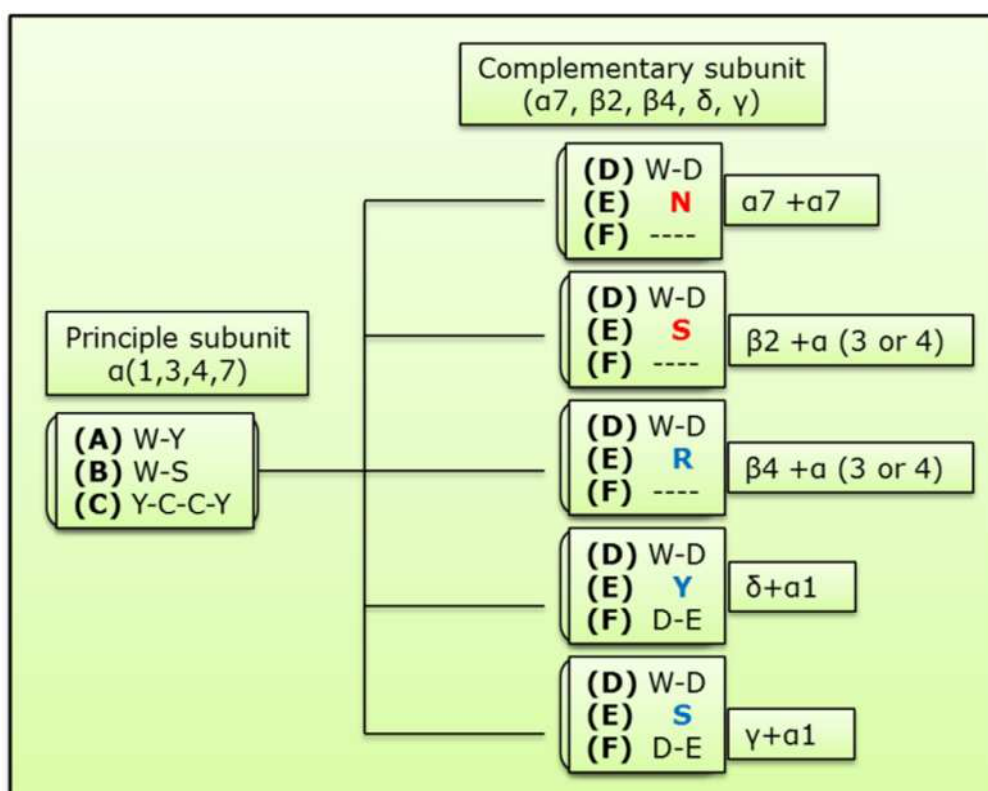 Complementary subunit
(α7, β2, β4, δ, γ)
(D) W-D
(E) N
(F) ----
α7 +α7
(D) W-D
(E) S
(F) ----
β2 +α (3 or 4)
Principle subunit
α(1,3,4,7)
(A) W-Y
(B) W-S
(C) Y-C-C-Y
(D) W-D
(E) R
(F) ----
β4 +α (3 or 4)
(D) W-D
(E) Y
(F) D-E
δ+α1
(D) W-D
(E) S
(F) D-E
γ+α1